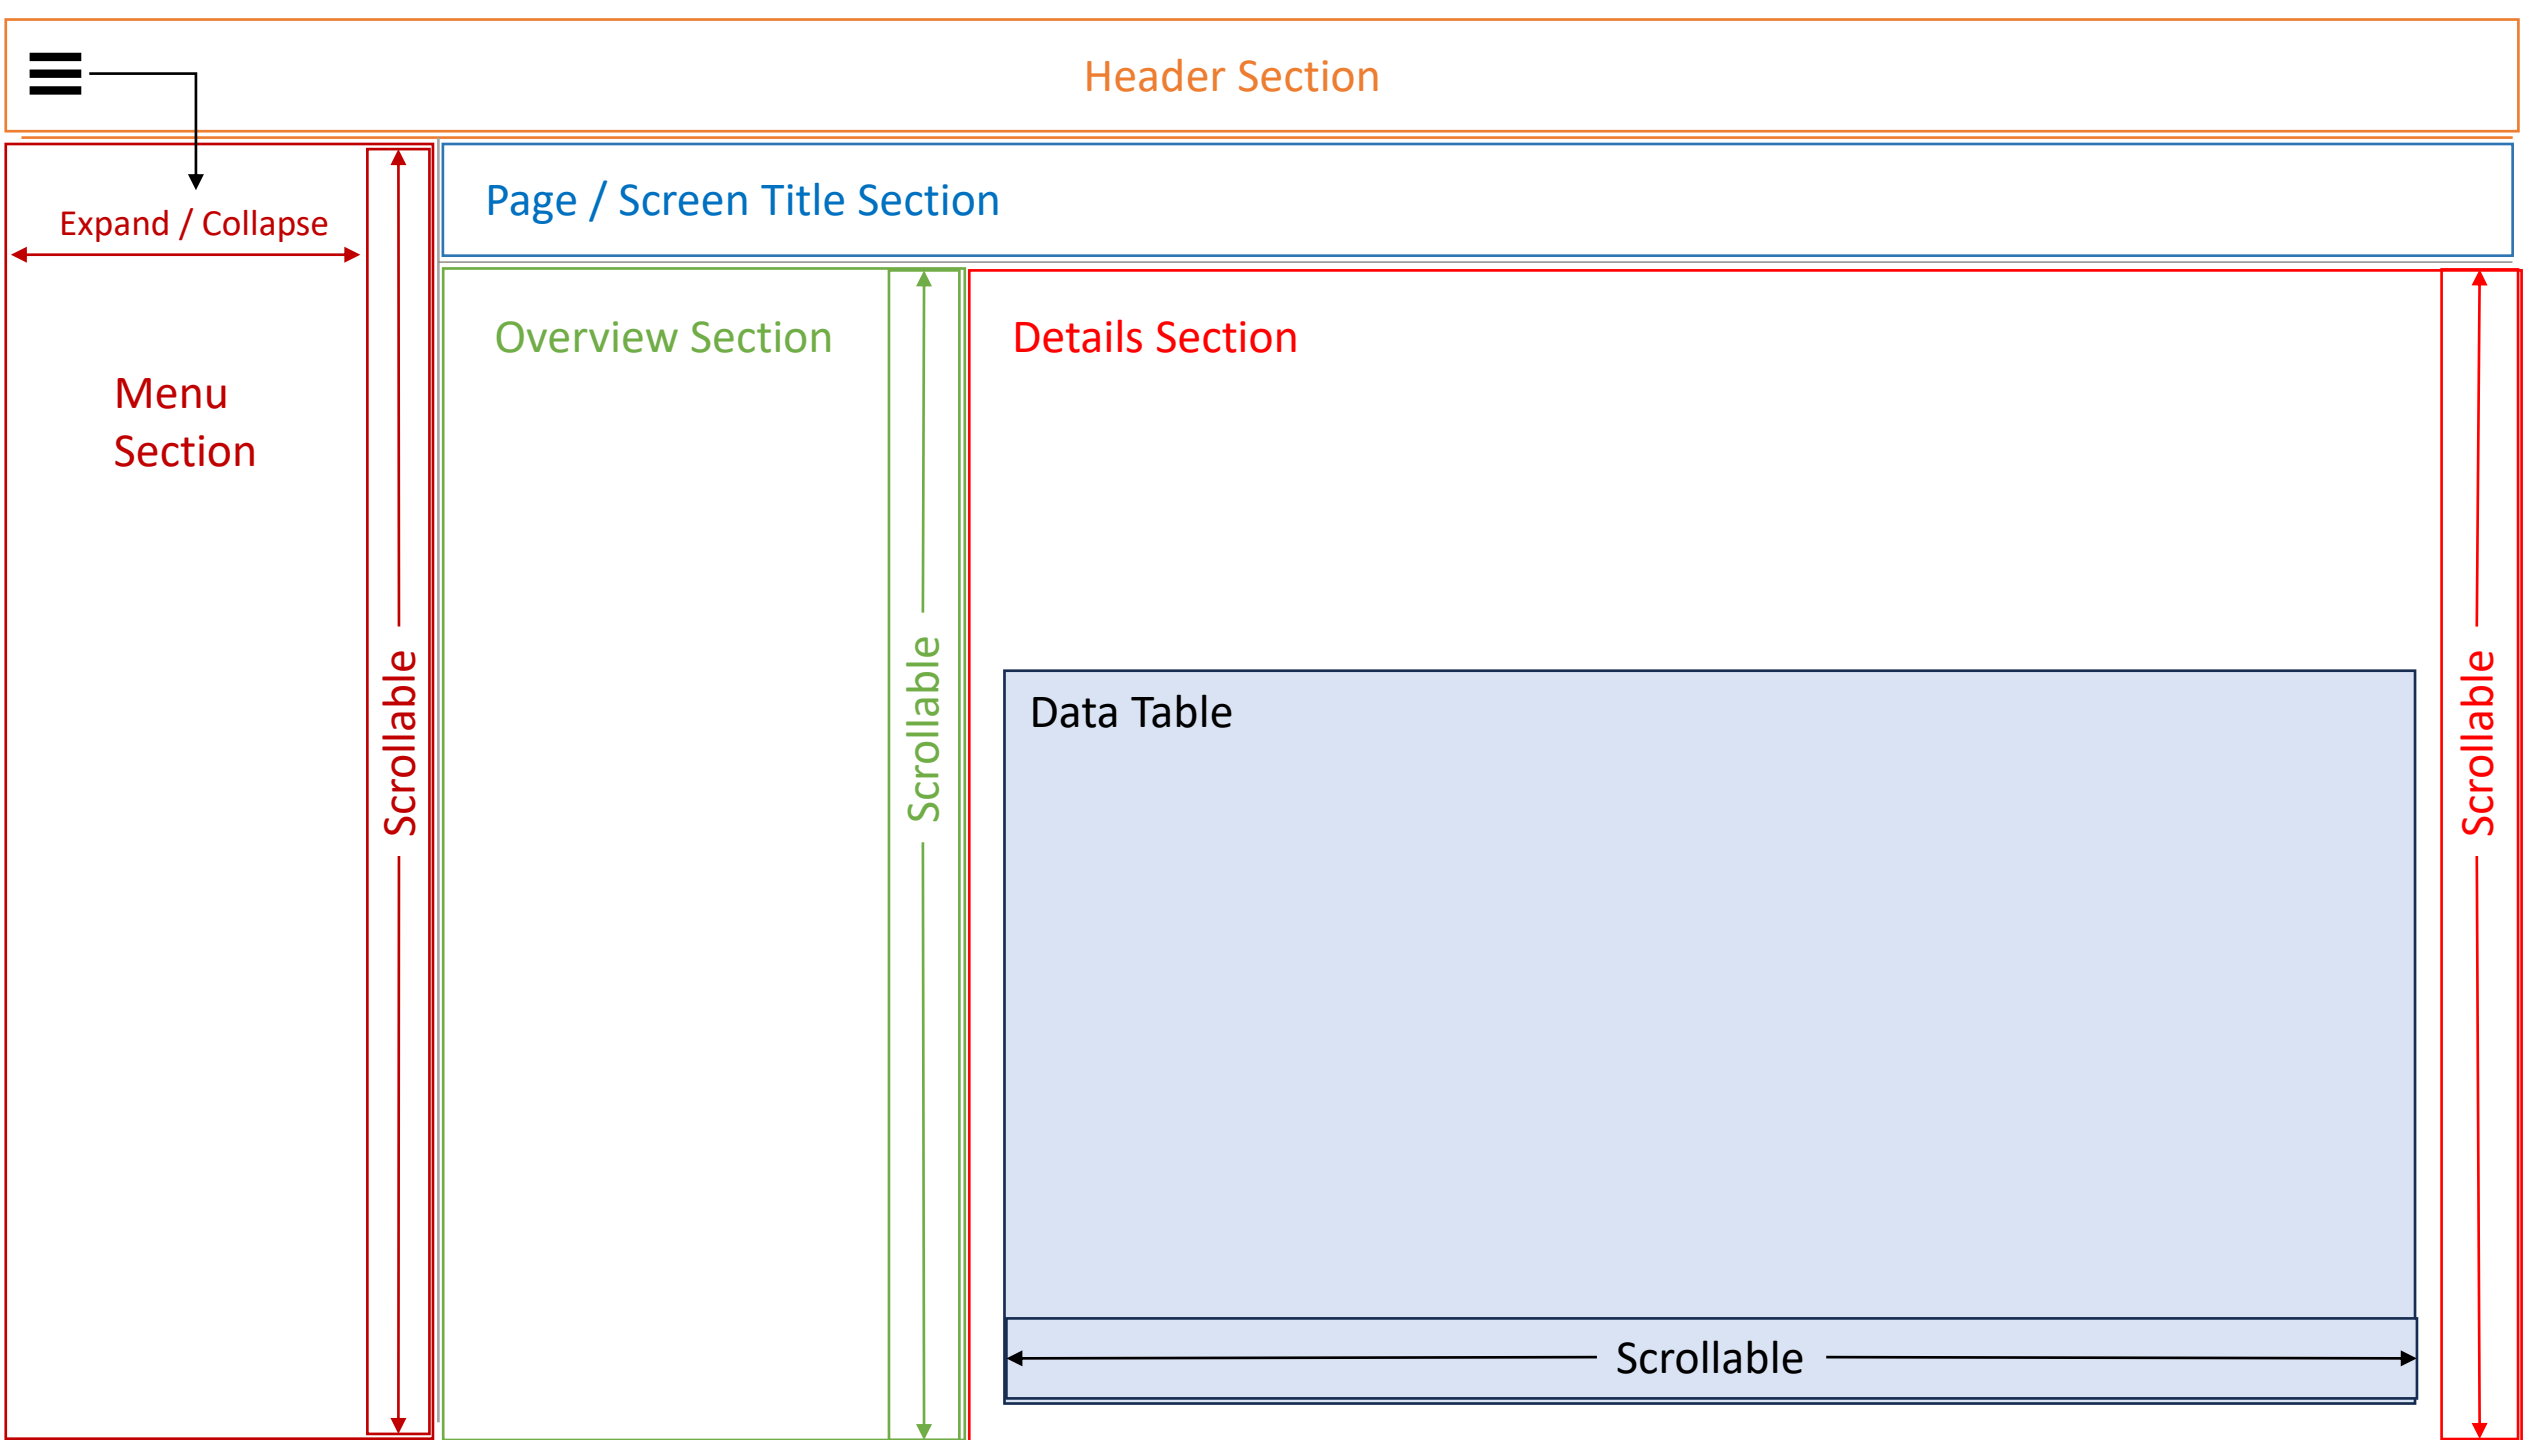 Header Section
Expand / Collapse
Page / Screen Title Section
Menu
Section
Overview Section
Details Section
Scrollable
Scrollable
Scrollable
Data Table
Scrollable